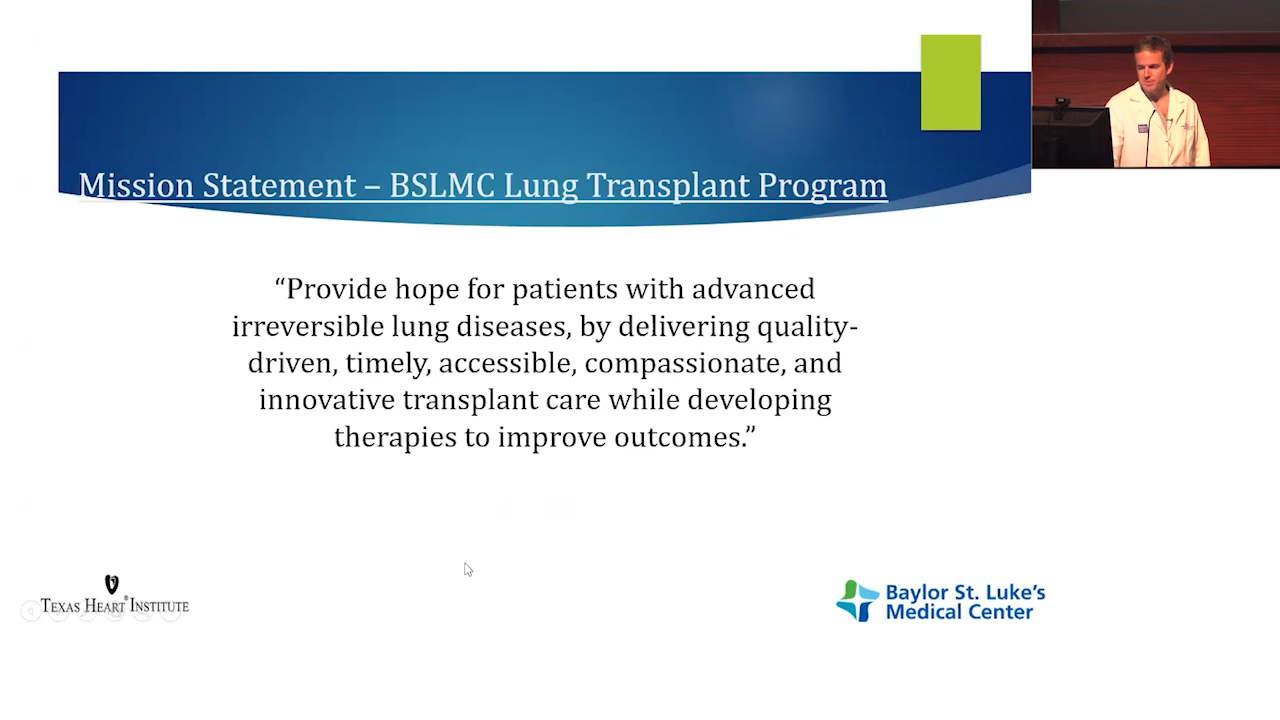 Mission Statement – BSLMC Lung Transplant Program
“Provide hope for patients with advanced
irreversible lung diseases, by delivering quality-
driven, timely, accessible, compassionate, and
innovative transplant care while developing
therapies to improve outcomes.”
TEXAS HEART® INSTITUTE
Baylor St. Luke's
Medical Center